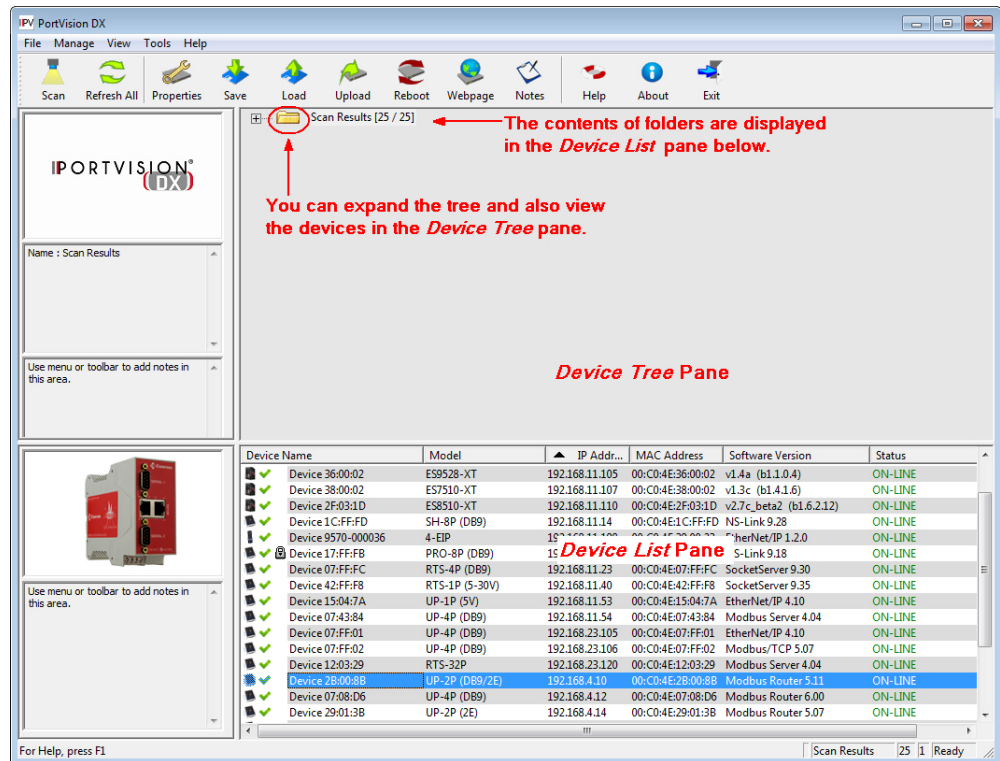 IPV PortVision DX
File Manage View Tools Help
Scan Refresh All Properties Save Load Upload Reboot Webpage Notes Help About Exit
Scan Results [25 / 25]
The contents of folders are displayed
in the Device List pane below.
IPORTVISION®
(DX)
You can expand the tree and also view
the devices in the Device Tree pane.
Name : Scan Results
Use menu or toolbar to add notes in
this area.
Device Tree Pane
Device Name Model IP Addr... MAC Address Software Version Status
Device 36:00:02 ES9528-XT 192.168.11.105 00:C0:4E:36:00:02 v1.4a (b1.1.0.4) ON-LINE
Device 38:00:02 ES7510-XT 192.168.11.107 00:C0:4E:38:00:02 v1.3c (b1.4.1.6) ON-LINE
Device 2F:03:1D ES8510-XT 192.168.11.110 00:C0:4E:2F:03:1D v2.7c_beta2 (b1.6.2.12) ON-LINE
Device 1C:FF:FD SH-8P (DB9) 192.168.11.14 00:C0:4E:1C:FF:FD NS-Link 9.28 ON-LINE
Device 9570-000036 4-EIP EtherNet/IP 1.2.0 ON-LINE
Device List Pane
Device 17:FF:FB PRO-8P (DB9) 19 S-Link 9.18 ON-LINE
Device 07:FF:FC RTS-4P (DB9) 192.168.11.23 00:C0:4E:07:FF:FC SocketServer 9.30 ON-LINE
Device 42:FF:F8 RTS-1P (5-30V) 192.168.11.40 00:C0:4E:42:FF:F8 SocketServer 9.35 ON-LINE
Device 15:04:7A UP-1P (5V) 192.168.11.53 00:C0:4E:15:04:7A EtherNet/IP 4.10 ON-LINE
Device 07:43:84 UP-4P (DB9) 192.168.11.54 00:C0:4E:07:43:84 Modbus Server 4.04 ON-LINE
Device 07:FF:01 UP-4P (DB9) 192.168.23.105 00:C0:4E:07:FF:01 EtherNet/IP 4.10 ON-LINE
Device 07:FF:02 UP-4P (DB9) 192.168.23.106 00:C0:4E:07:FF:02 Modbus/TCP 5.07 ON-LINE
Device 12:03:29 RTS-32P 192.168.23.120 00:C0:4E:12:03:29 Modbus Server 4.04 ON-LINE
Device 2B:00:8B UP-2P (DB9/2E) 192.168.4.10 00:C0:4E:2B:00:8B Modbus Router 5.11 ON-LINE
Device 07:08:D6 UP-4P (DB9) 192.168.4.12 00:C0:4E:07:08:D6 Modbus Router 6.00 ON-LINE
Device 29:01:3B UP-2P (2E) 192.168.4.14 00:C0:4E:29:01:3B Modbus Router 5.07 ON-LINE
Use menu or toolbar to add notes in
this area.
For Help, press F1 Scan Results 25 1 Ready